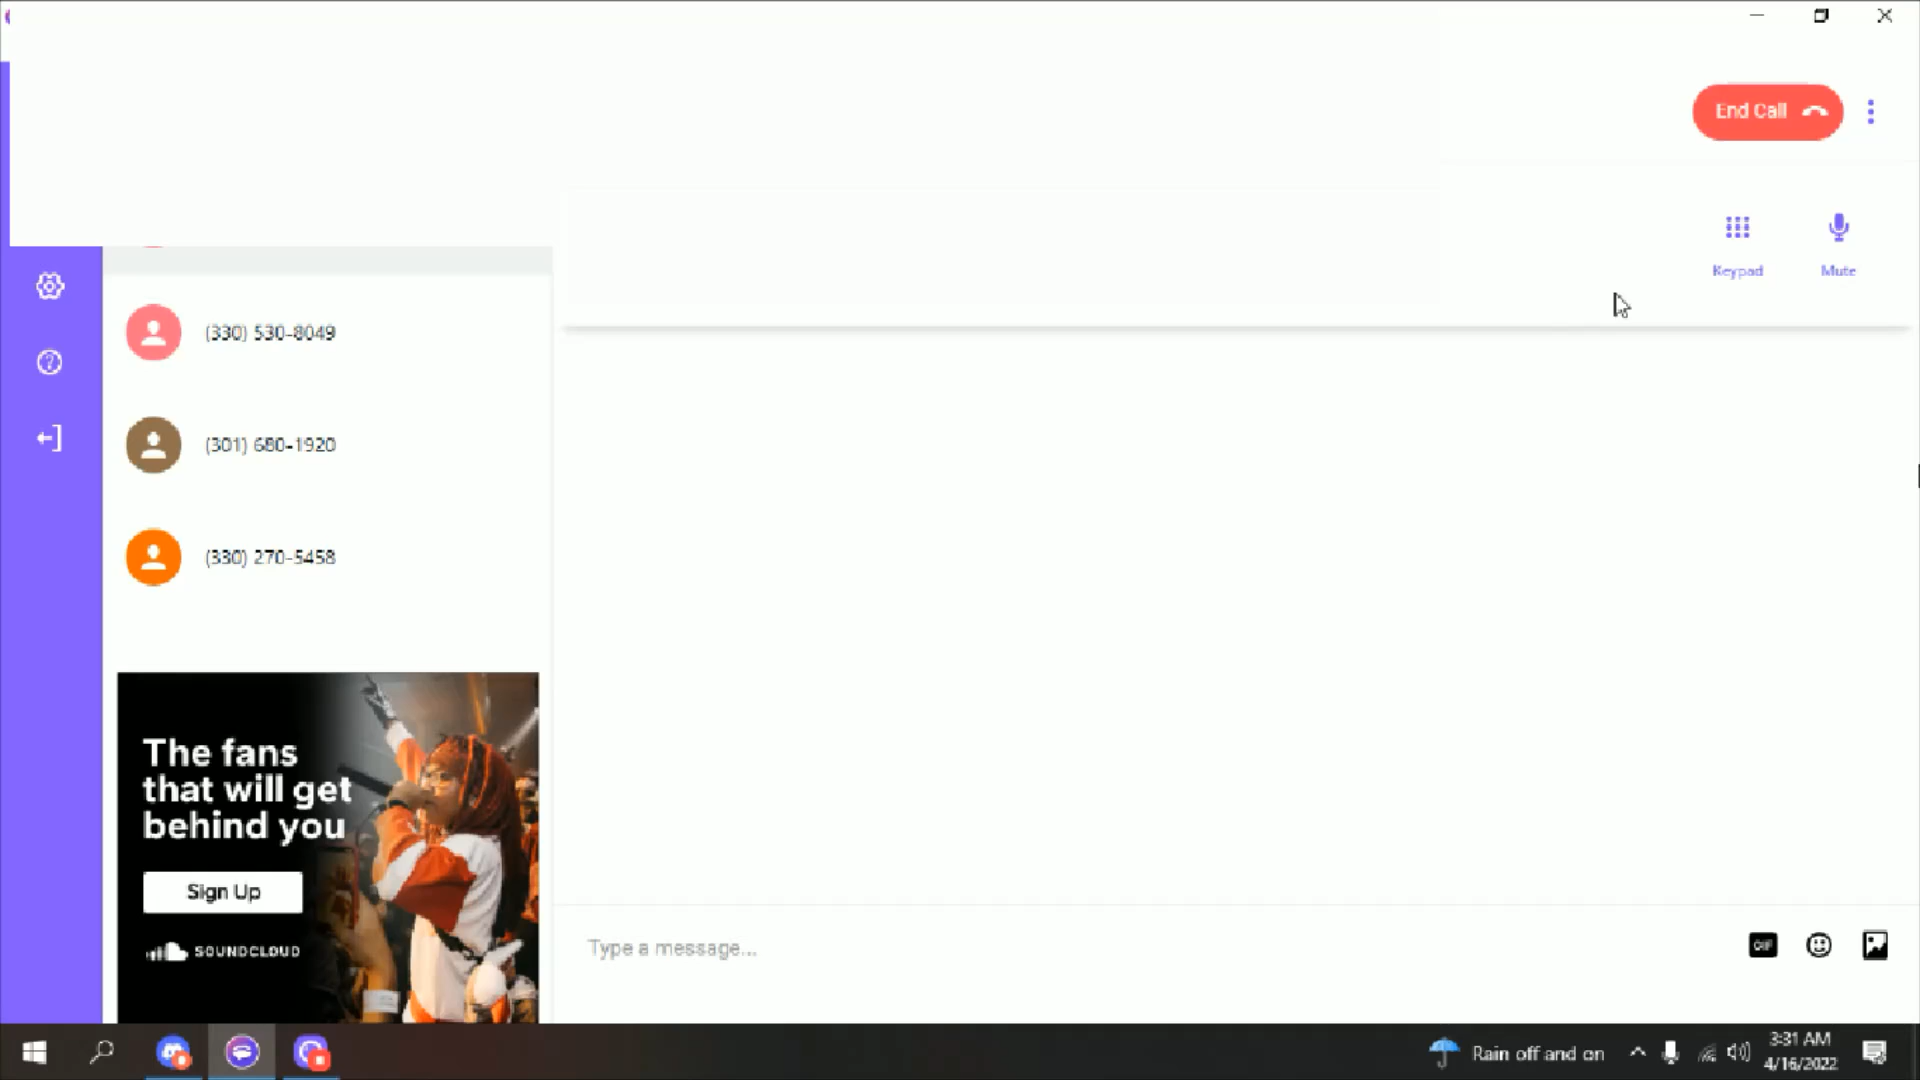 End Call
Keypad
Mute
(330) 530-8049
(301) 680-1920
(330) 270-5458
The fans
that will get
behind you
Sign Up
SOUNDCLOUD
Type a message...
GIF
Rain off and on
3:31 AM
4/16/2022